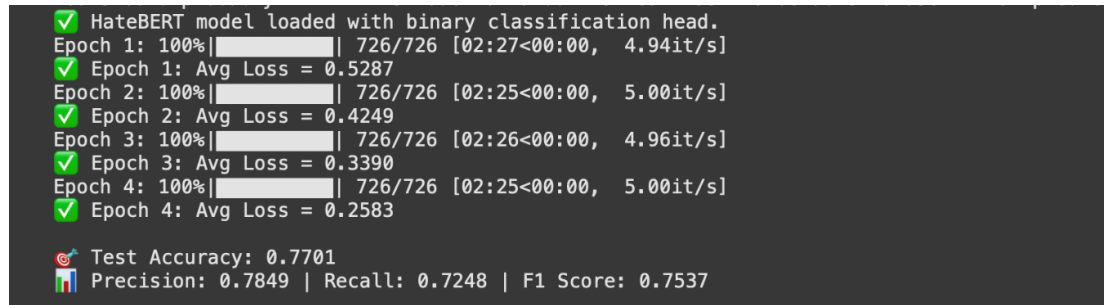 ✅ HateBERT model loaded with binary classification head.
Epoch 1: 100%|██████████| 726/726 [02:27<00:00,  4.94it/s]
✅ Epoch 1: Avg Loss = 0.5287
Epoch 2: 100%|██████████| 726/726 [02:25<00:00,  5.00it/s]
✅ Epoch 2: Avg Loss = 0.4249
Epoch 3: 100%|██████████| 726/726 [02:26<00:00,  4.96it/s]
✅ Epoch 3: Avg Loss = 0.3390
Epoch 4: 100%|██████████| 726/726 [02:25<00:00,  5.00it/s]
✅ Epoch 4: Avg Loss = 0.2583
🎯 Test Accuracy: 0.7701
📊 Precision: 0.7849 | Recall: 0.7248 | F1 Score: 0.7537